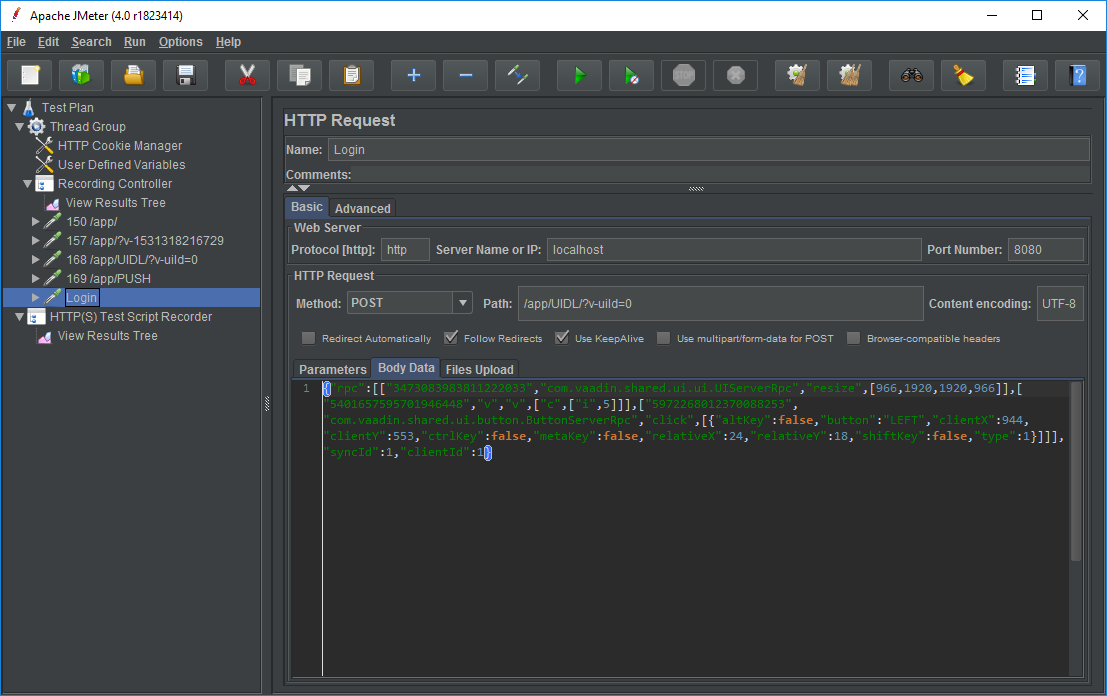 Apache JMeter (4.0 r1823414)
File Edit Search Run Options Help
STOP
Test Plan
Thread Group
HTTP Cookie Manager
User Defined Variables
Recording Controller
View Results Tree
150 /app/
157 /app/?v-1531318216729
168 /app/UIDL/?v-uiId=0
169 /app/PUSH
Login
HTTP(S) Test Script Recorder
View Results Tree
HTTP Request
Name: Login
Comments:
Basic Advanced
Web Server
Protocol [http]: http Server Name or IP: localhost Port Number: 8080
HTTP Request
Method: POST Path: /app/UIDL/?v-uiId=0 Content encoding: UTF-8
Redirect Automatically Follow Redirects Use KeepAlive Use multipart/form-data for POST Browser-compatible headers
Parameters Body Data Files Upload
1 {"rpc":[["3473083983811222033","com.vaadin.shared.ui.ui.UIServerRpc","resize",[966,1920,1920,966]],[
"5401657595701946448","v","v",["c",["i",5]]],["5972268012370088253",
"com.vaadin.shared.ui.button.ButtonServerRpc","click",[{"altKey":false,"button":"LEFT","clientX":944,
"clientY":553,"ctrlKey":false,"metaKey":false,"relativeX":24,"relativeY":18,"shiftKey":false,"type":1}]]],
"syncId":1,"clientId":1}